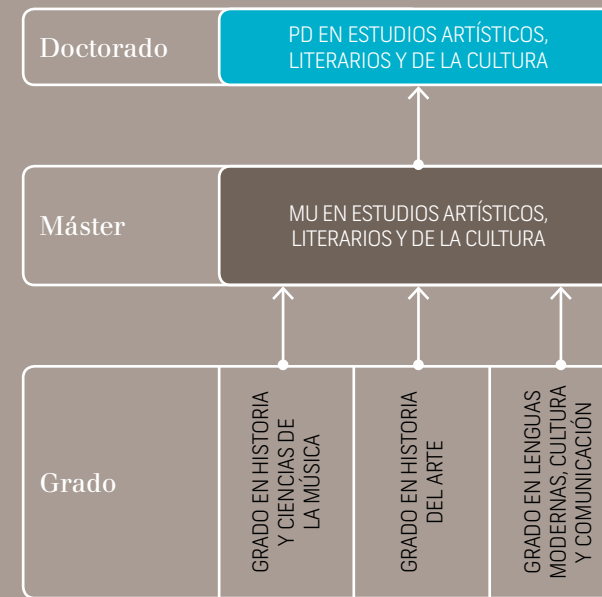 Doctorado
PD EN ESTUDIOS ARTÍSTICOS,
LITERARIOS Y DE LA CULTURA
Máster
MU EN ESTUDIOS ARTÍSTICOS,
LITERARIOS Y DE LA CULTURA
Grado
GRADO EN HISTORIA
Y CIENCIAS DE
LA MÚSICA
GRADO EN HISTORIA
DEL ARTE
GRADO EN LENGUAS
MODERNAS, CULTURA
Y COMUNICACIÓN